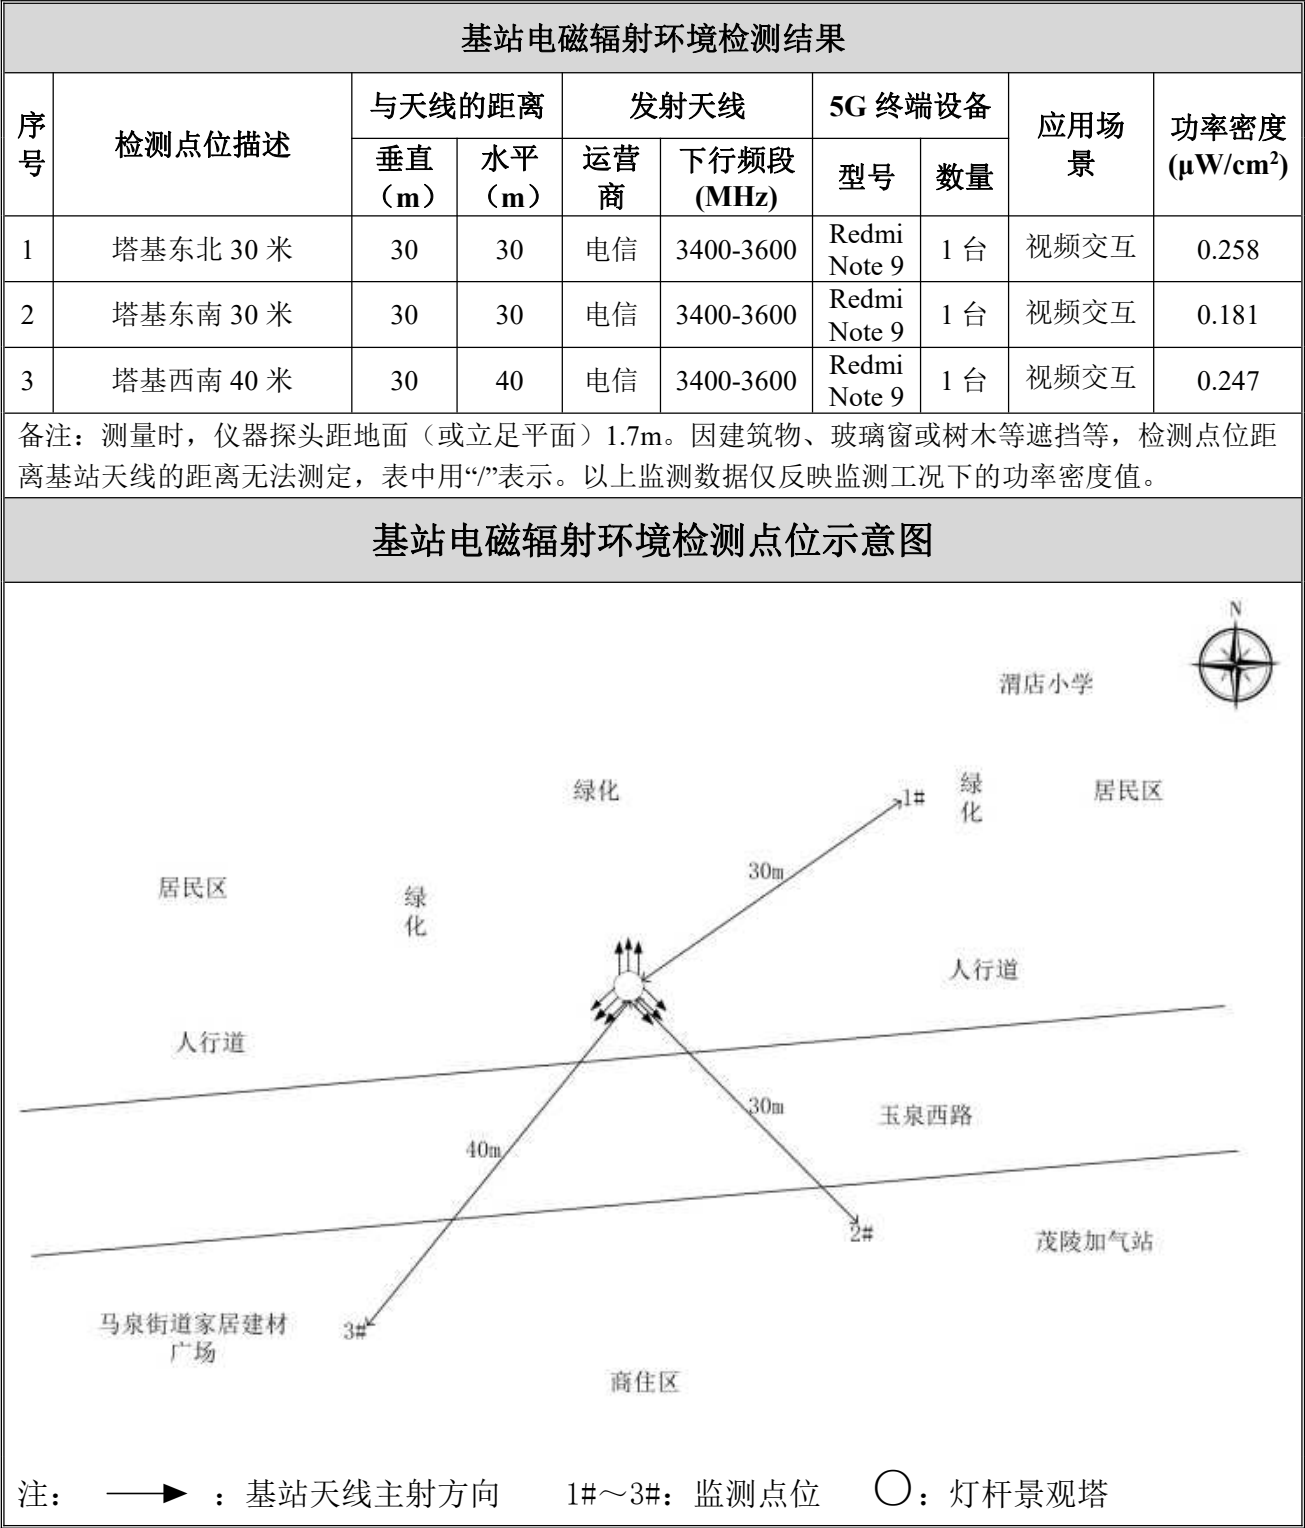 基站电磁辐射环境检测结果
序号 检测点位描述 与天线的距离 发射天线 5G 终端设备 应用场景 功率密度(μW/cm²)
垂直（m） 水平（m） 运营商 下行频段(MHz) 型号 数量
1 塔基东北 30 米 30 30 电信 3400-3600 Redmi Note 9 1 台 视频交互 0.258
2 塔基东南 30 米 30 30 电信 3400-3600 Redmi Note 9 1 台 视频交互 0.181
3 塔基西南 40 米 30 40 电信 3400-3600 Redmi Note 9 1 台 视频交互 0.247
备注：测量时，仪器探头距地面（或立足平面）1.7m。因建筑物、玻璃窗或树木等遮挡等，检测点位距
离基站天线的距离无法测定，表中用“/”表示。以上监测数据仅反映监测工况下的功率密度值。
基站电磁辐射环境检测点位示意图
N
渭店小学
绿化
1#
绿化
居民区
30m
居民区
绿化
人行道
人行道
30m
玉泉西路
40m
2#
茂陵加气站
马泉街道家居建材
广场
3#
商住区
注： ：基站天线主射方向 1#～3#：监测点位 ：灯杆景观塔